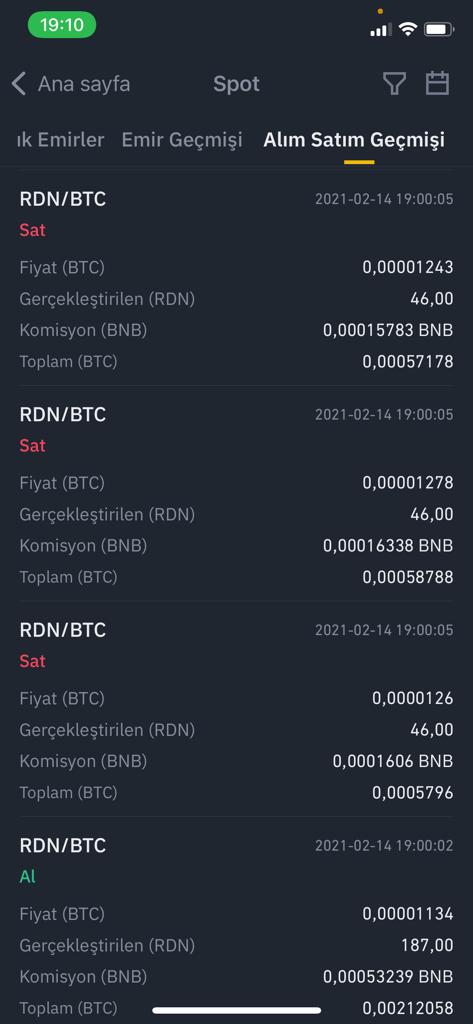 19:10
Ana sayfa Spot
ık Emirler Emir Geçmişi Alım Satım Geçmişi
RDN/BTC 2021-02-14 19:00:05
Sat
Fiyat (BTC) 0,00001243
Gerçekleştirilen (RDN) 46,00
Komisyon (BNB) 0,00015783 BNB
Toplam (BTC) 0,00057178
RDN/BTC 2021-02-14 19:00:05
Sat
Fiyat (BTC) 0,00001278
Gerçekleştirilen (RDN) 46,00
Komisyon (BNB) 0,00016338 BNB
Toplam (BTC) 0,00058788
RDN/BTC 2021-02-14 19:00:05
Sat
Fiyat (BTC) 0,0000126
Gerçekleştirilen (RDN) 46,00
Komisyon (BNB) 0,0001606 BNB
Toplam (BTC) 0,0005796
RDN/BTC 2021-02-14 19:00:02
Al
Fiyat (BTC) 0,00001134
Gerçekleştirilen (RDN) 187,00
Komisyon (BNB) 0,00053239 BNB
Toplam (BTC) 0,00212058